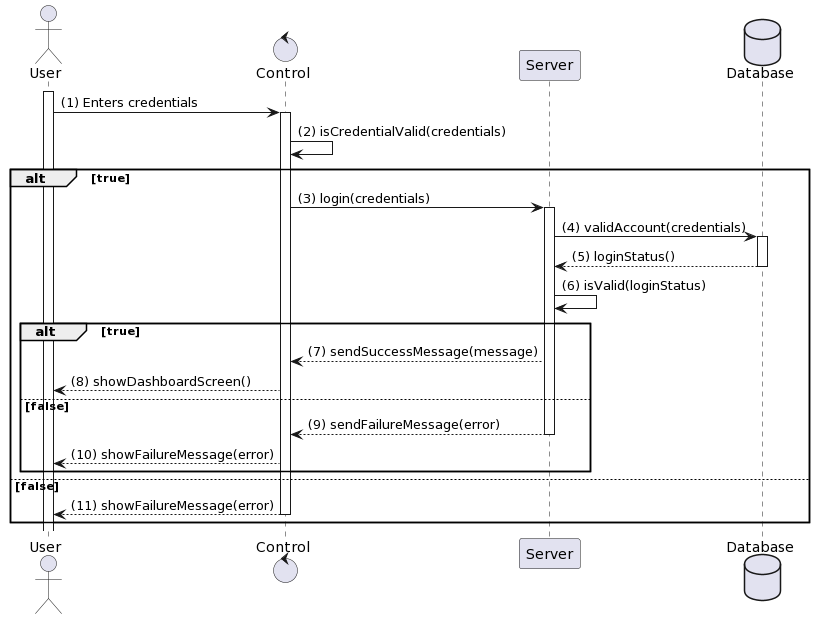 User
Control
Server
Database
(1) Enters credentials
(2) isCredentialValid(credentials)
alt [true]
(3) login(credentials)
(4) validAccount(credentials)
(5) loginStatus()
(6) isValid(loginStatus)
alt [true]
(7) sendSuccessMessage(message)
(8) showDashboardScreen()
[false]
(9) sendFailureMessage(error)
(10) showFailureMessage(error)
[false]
(11) showFailureMessage(error)
User
Control
Server
Database